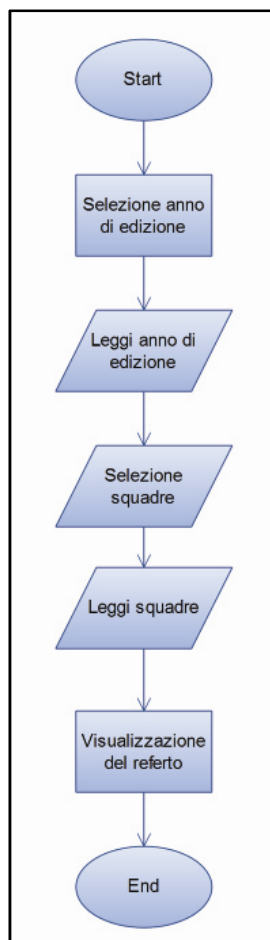 Start
Selezione anno
di edizione
Leggi anno di
edizione
Selezione
squadre
Leggi squadre
Visualizzazione
del referto
End